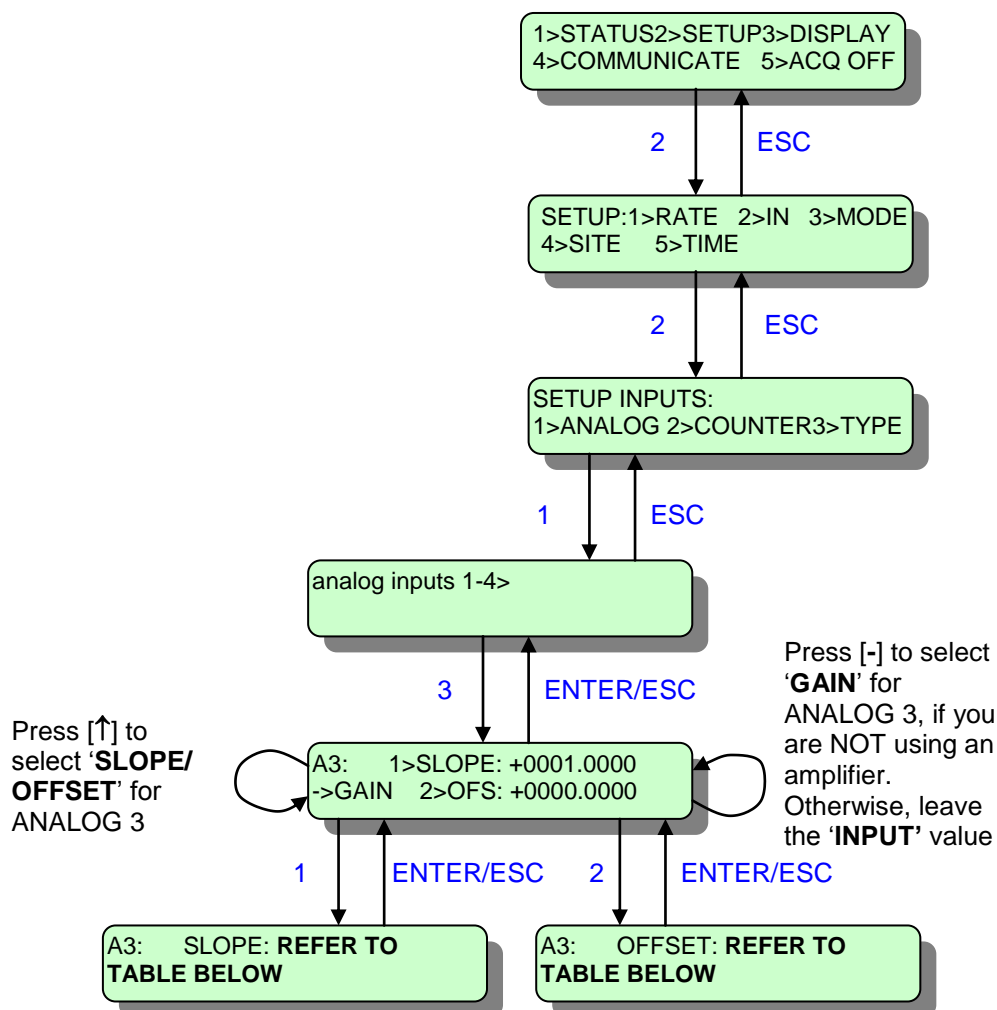 1>STATUS2>SETUP3>DISPLAY
4>COMMUNICATE 5>ACQ OFF
2
ESC
SETUP:1>RATE 2>IN 3>MODE
4>SITE 5>TIME
2
ESC
SETUP INPUTS:
1>ANALOG 2>COUNTER3>TYPE
1
ESC
analog inputs 1-4>
3
ENTER/ESC
Press [↑] to
select ‘SLOPE/
OFFSET’ for
ANALOG 3
A3: 1>SLOPE: +0001.0000
->GAIN 2>OFS: +0000.0000
Press [-] to select
‘GAIN’ for
ANALOG 3, if you
are NOT using an
amplifier.
Otherwise, leave
the ‘INPUT’ value
1
ENTER/ESC
2
ENTER/ESC
A3: SLOPE: REFER TO
TABLE BELOW
A3: OFFSET: REFER TO
TABLE BELOW